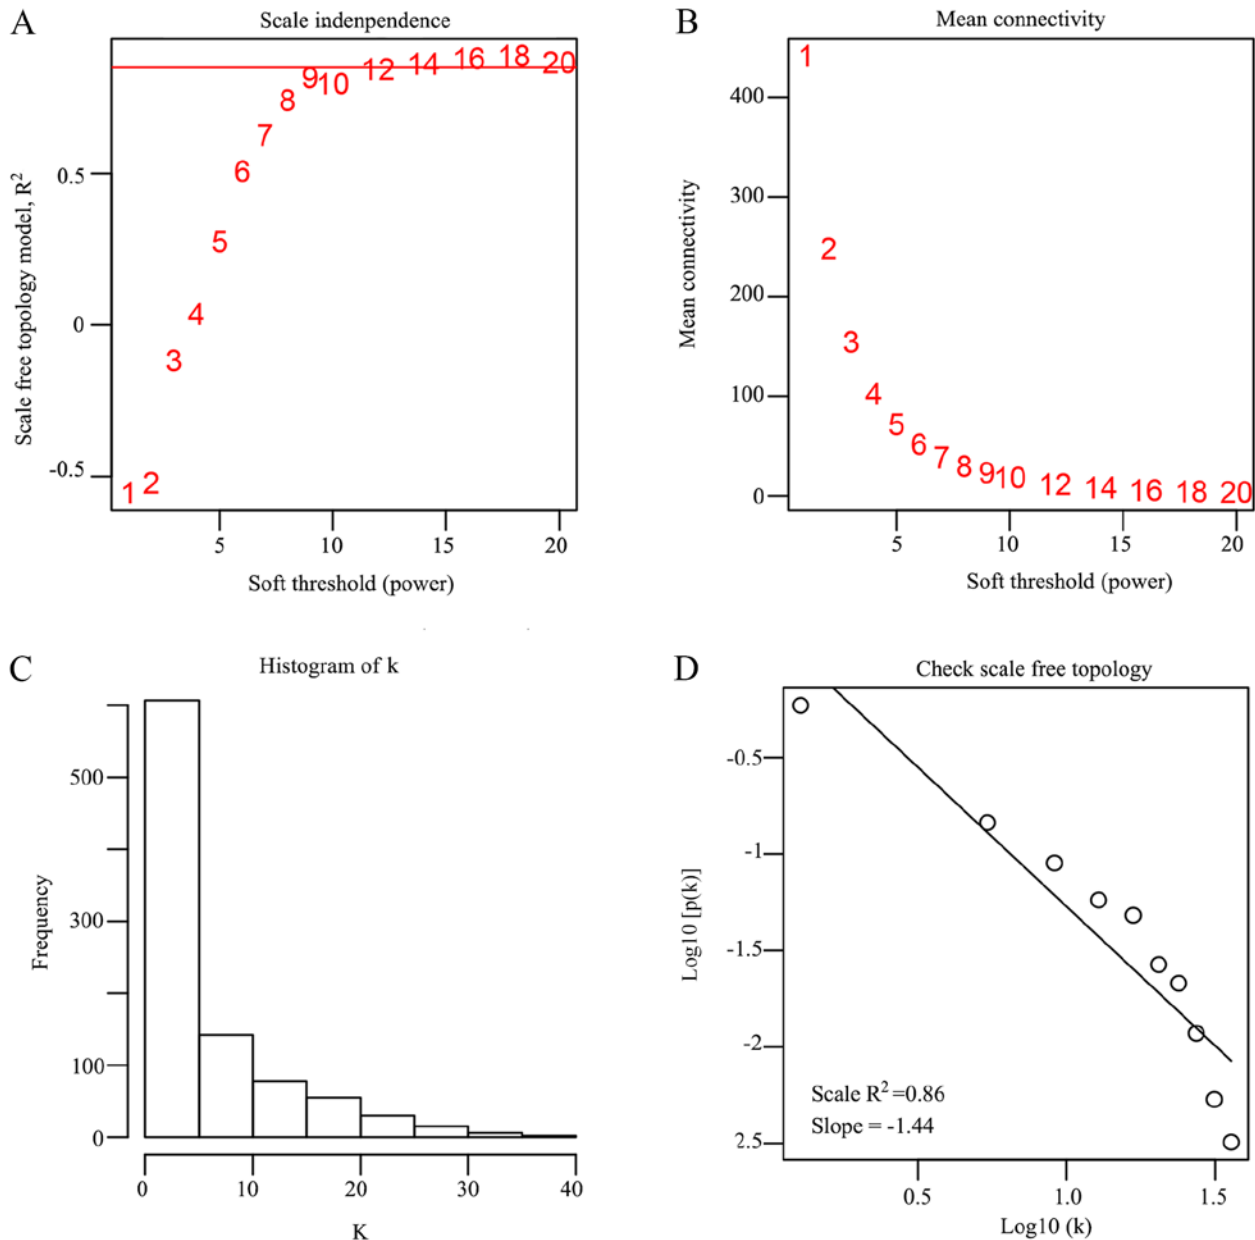 A
Scale indenpendence
Scale free topology model, R²
0.5
0
-0.5
1 2 3 4 5 6 7 8 9 10 12 14 16 18 20
5 10 15 20
Soft threshold (power)
B
Mean connectivity
Mean connectivity
400
300
200
100
0
1 2 3 4 5 6 7 8 9 10 12 14 16 18 20
5 10 15 20
Soft threshold (power)
C
Histogram of k
Frequency
500
300
100
0
0 10 20 30 40
K
D
Check scale free topology
Log10 [p(k)]
-0.5
-1
-1.5
-2
2.5
Scale R²=0.86
Slope = -1.44
0.5 1.0 1.5
Log10 (k)